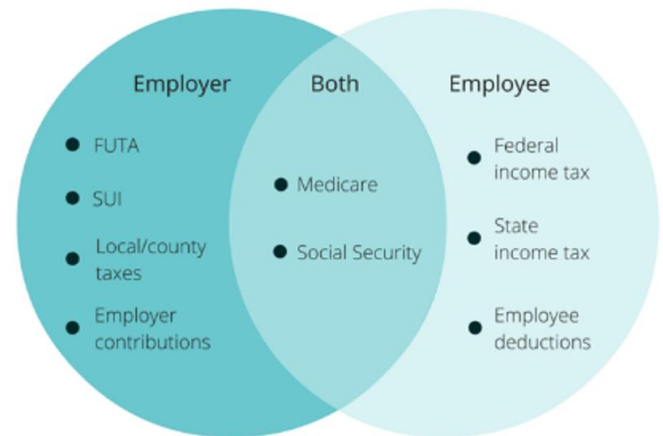 Employer
FUTA
SUI
Local/county
taxes
Employer
contributions
Both
Medicare
Social Security
Employee
Federal
income tax
State
income tax
Employee
deductions